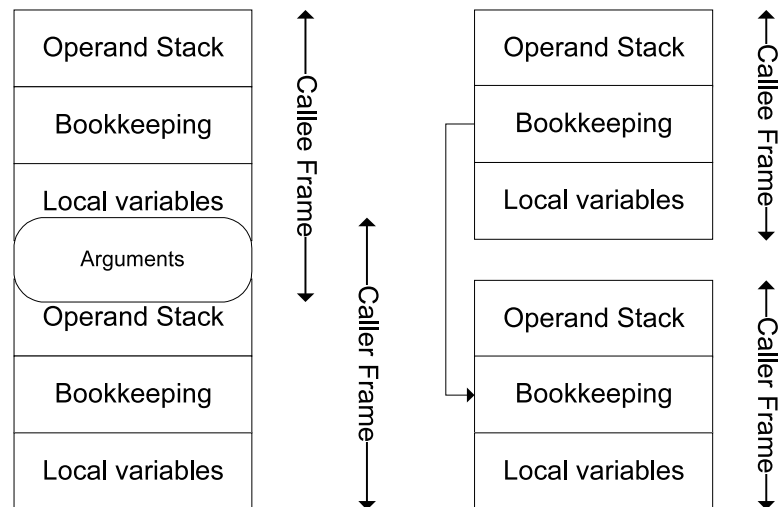 Operand Stack
Bookkeeping
Local variables
Arguments
Operand Stack
Bookkeeping
Local variables
Callee Frame
Caller Frame
Operand Stack
Bookkeeping
Local variables
Operand Stack
Bookkeeping
Local variables
Callee Frame
Caller Frame